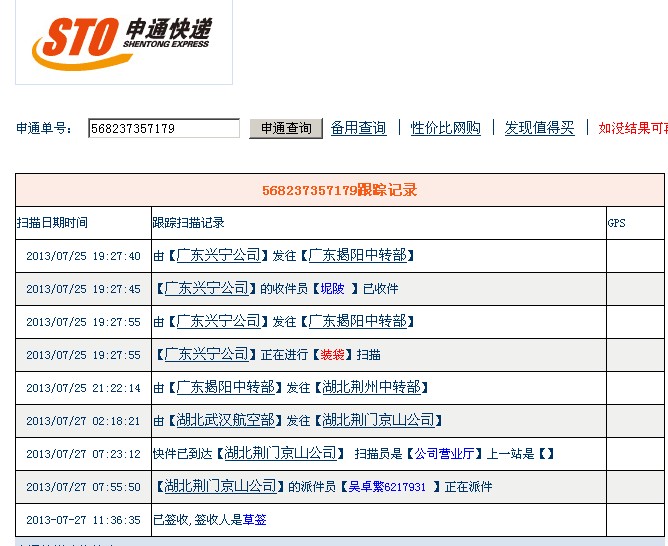 STO 申通快递
SHENTONG EXPRESS
申通单号： 568237357179 申通查询 备用查询 | 性价比网购 | 发现值得买 | 如没结果可
568237357179跟踪记录
扫描日期时间 跟踪扫描记录 GPS
2013/07/25 19:27:40 由【广东兴宁公司】发往【广东揭阳中转部】
2013/07/25 19:27:45 【广东兴宁公司】的收件员【坭陂 】已收件
2013/07/25 19:27:55 由【广东兴宁公司】发往【广东揭阳中转部】
2013/07/25 19:27:55 【广东兴宁公司】正在进行【装袋】扫描
2013/07/25 21:22:14 由【广东揭阳中转部】发往【湖北荆州中转部】
2013/07/27 02:18:21 由【湖北武汉航空部】发往【湖北荆门京山公司】
2013/07/27 07:23:12 快件已到达【湖北荆门京山公司】 扫描员是【公司营业厅】上一站是【】
2013/07/27 07:55:50 【湖北荆门京山公司】的派件员【吴卓繁6217931 】正在派件
2013-07-27 11:36:35 已签收,签收人是草签